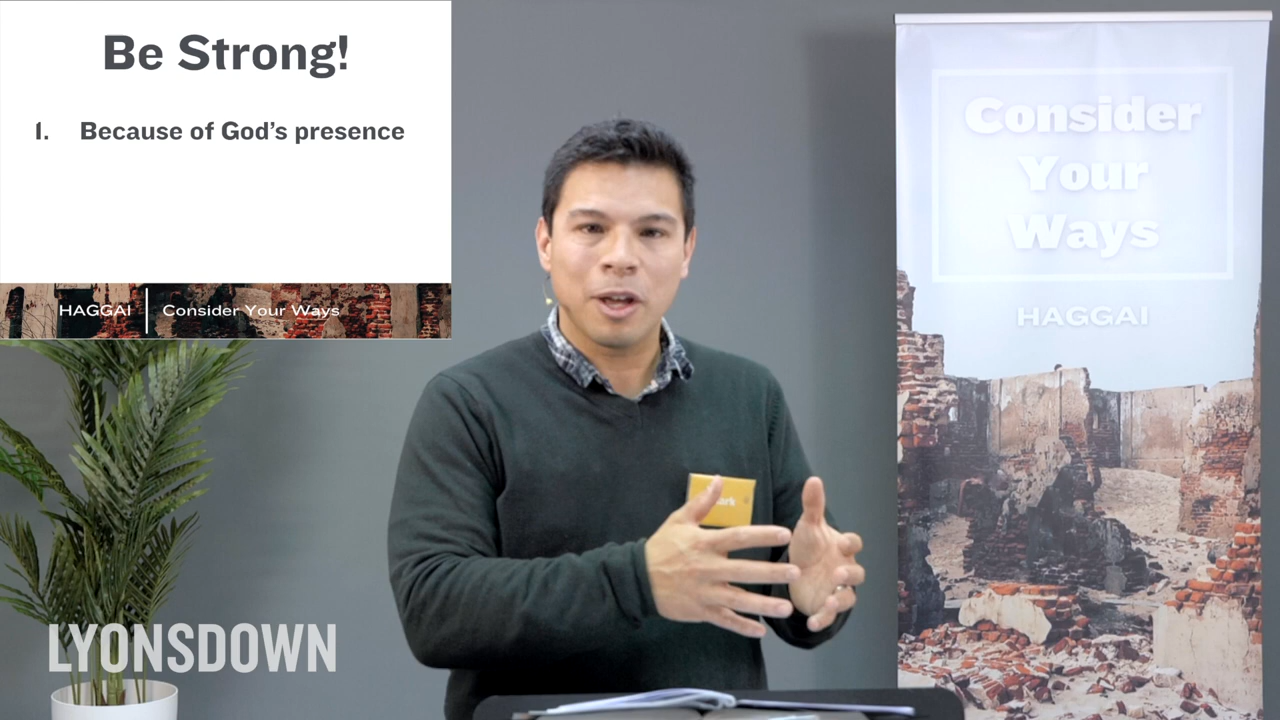 Be Strong!
1. Because of God's presence
HAGGAI | Consider Your Ways
Consider
Your
Ways
HAGGAI
LYONSDOWN